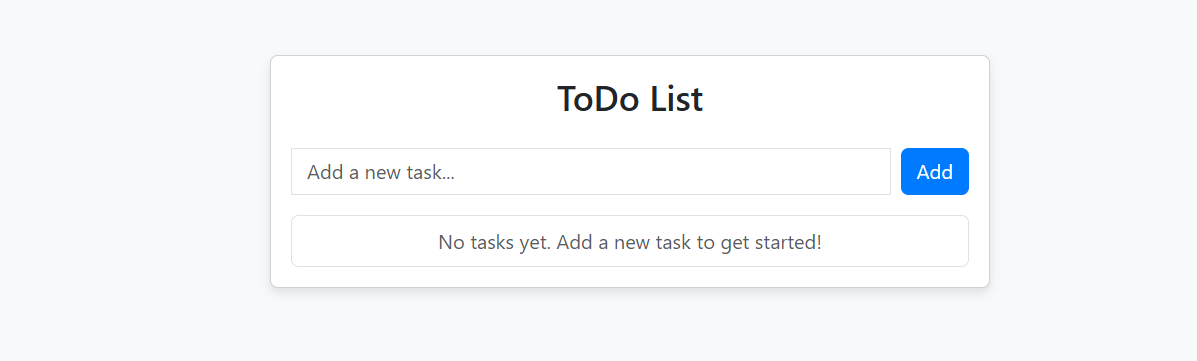 ToDo List
Add a new task...
Add
No tasks yet. Add a new task to get started!